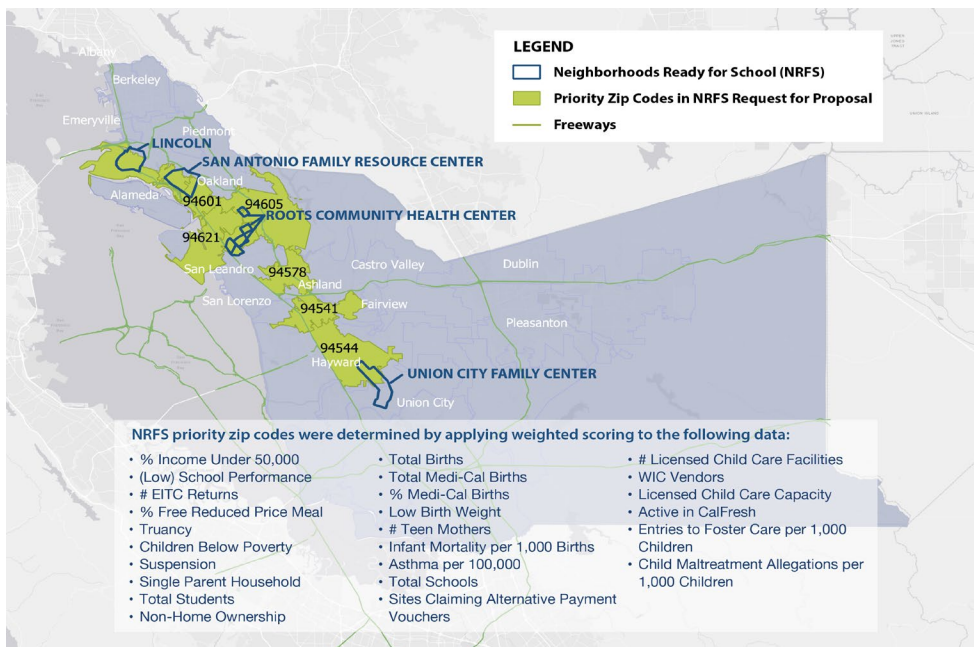 LEGEND
Neighborhoods Ready for School (NRFS)
Priority Zip Codes in NRFS Request for Proposal
Freeways
Albany
Berkeley
Emeryville
Piedmont
LINCOLN
SAN ANTONIO FAMILY RESOURCE CENTER
Oakland
Alameda
94601
94605
ROOTS COMMUNITY HEALTH CENTER
94621
San Leandro
94578
Castro Valley
Dublin
Ashland
San Lorenzo
94541
Fairview
Pleasanton
94544
Hayward
UNION CITY FAMILY CENTER
Union City
NRFS priority zip codes were determined by applying weighted scoring to the following data:
• % Income Under 50,000
• (Low) School Performance
• # EITC Returns
• % Free Reduced Price Meal
• Truancy
• Children Below Poverty
• Suspension
• Single Parent Household
• Total Students
• Non-Home Ownership
• Total Births
• Total Medi-Cal Births
• % Medi-Cal Births
• Low Birth Weight
• # Teen Mothers
• Infant Mortality per 1,000 Births
• Asthma per 100,000
• Total Schools
• Sites Claiming Alternative Payment
Vouchers
• # Licensed Child Care Facilities
• WIC Vendors
• Licensed Child Care Capacity
• Active in CalFresh
• Entries to Foster Care per 1,000
Children
• Child Maltreatment Allegations per
1,000 Children